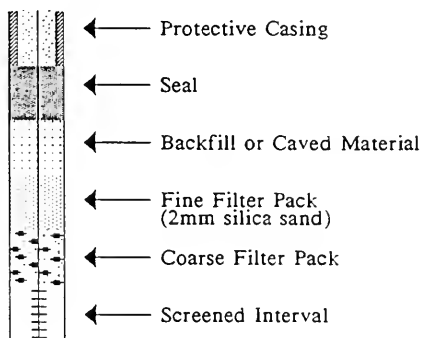 Protective Casing
Seal
Backfill or Caved Material
Fine Filter Pack
(2mm silica sand)
Coarse Filter Pack
Screened Interval